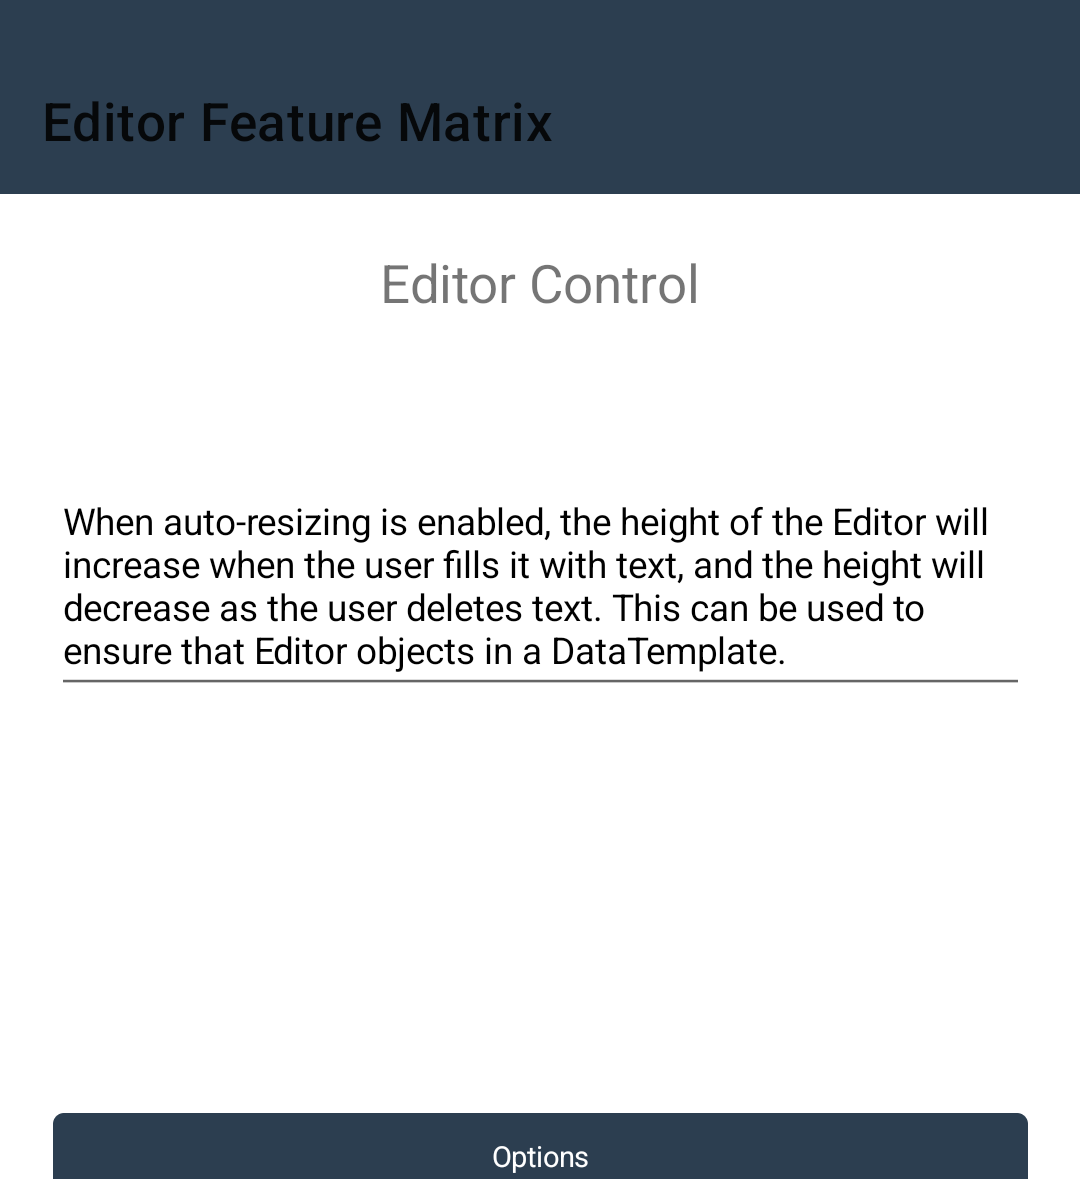 Editor Feature Matrix
Editor Control
When auto-resizing is enabled, the height of the Editor will
increase when the user fills it with text, and the height will
decrease as the user deletes text. This can be used to
ensure that Editor objects in a DataTemplate.
Options